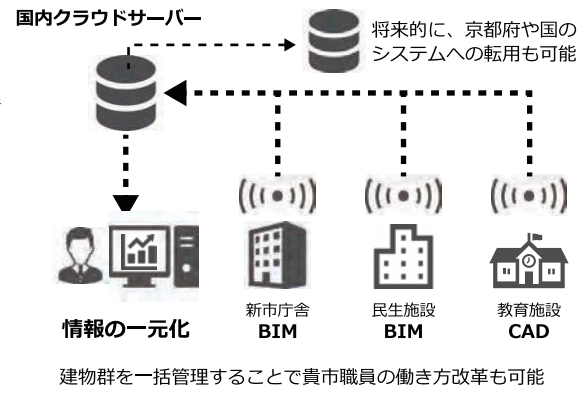 国内クラウドサーバー
将来的に、京都府や国の
システムへの転用も可能
情報の一元化
新市庁舎
BIM
民生施設
BIM
教育施設
CAD
建物群を一括管理することで貴市職員の働き方改革も可能